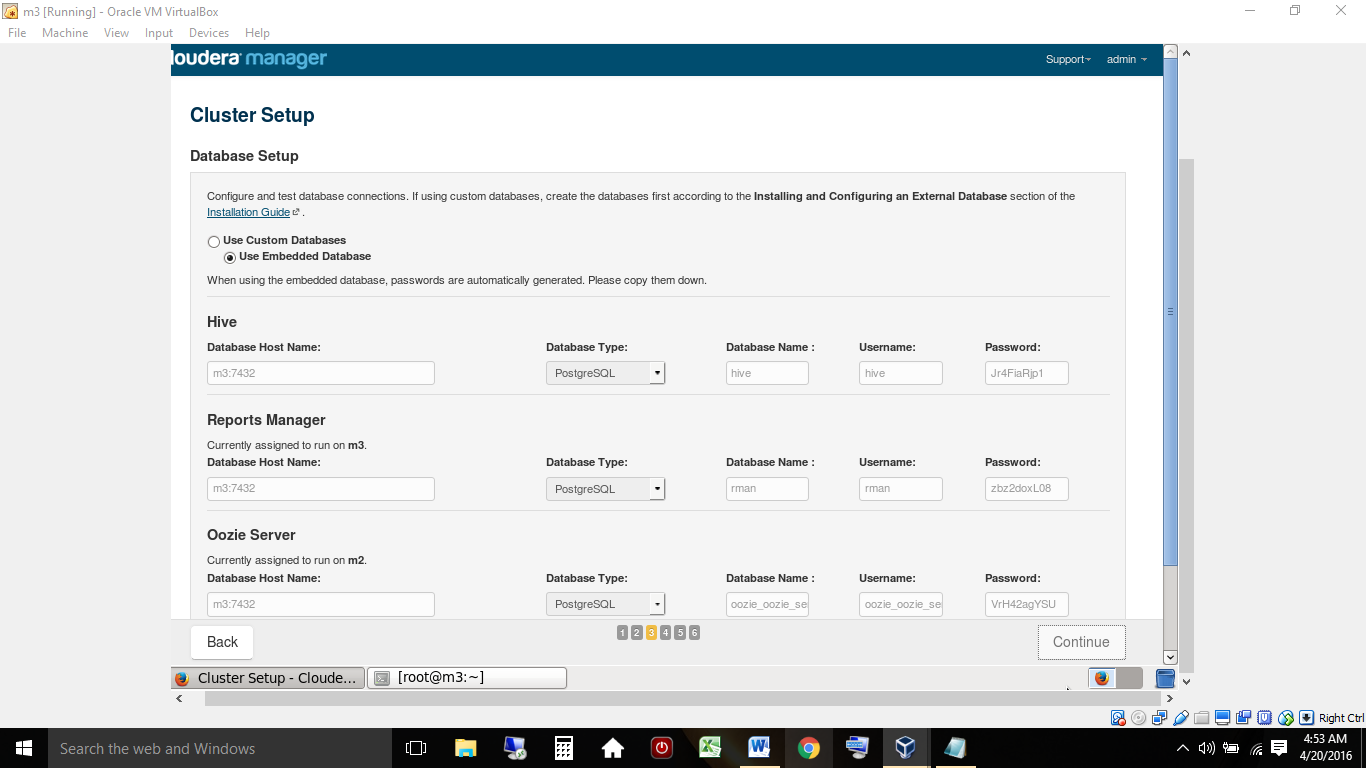 m3 [Running] - Oracle VM VirtualBox
File Machine View Input Devices Help
loudera manager
Support admin
Cluster Setup
Database Setup
Configure and test database connections. If using custom databases, create the databases first according to the Installing and Configuring an External Database section of the
Installation Guide .
Use Custom Databases
Use Embedded Database
When using the embedded database, passwords are automatically generated. Please copy them down.
Hive
Database Host Name: Database Type: Database Name : Username: Password:
m3:7432 PostgreSQL hive hive Jr4FiaRjp1
Reports Manager
Currently assigned to run on m3.
Database Host Name: Database Type: Database Name : Username: Password:
m3:7432 PostgreSQL rman rman zbz2doxL08
Oozie Server
Currently assigned to run on m2.
Database Host Name: Database Type: Database Name : Username: Password:
m3:7432 PostgreSQL oozie_oozie_se oozie_oozie_se VrH42agYSU
Back 1 2 3 4 5 6 Continue
Cluster Setup - Cloude... [root@m3:~]
Right Ctrl
Search the web and Windows
4:53 AM
4/20/2016